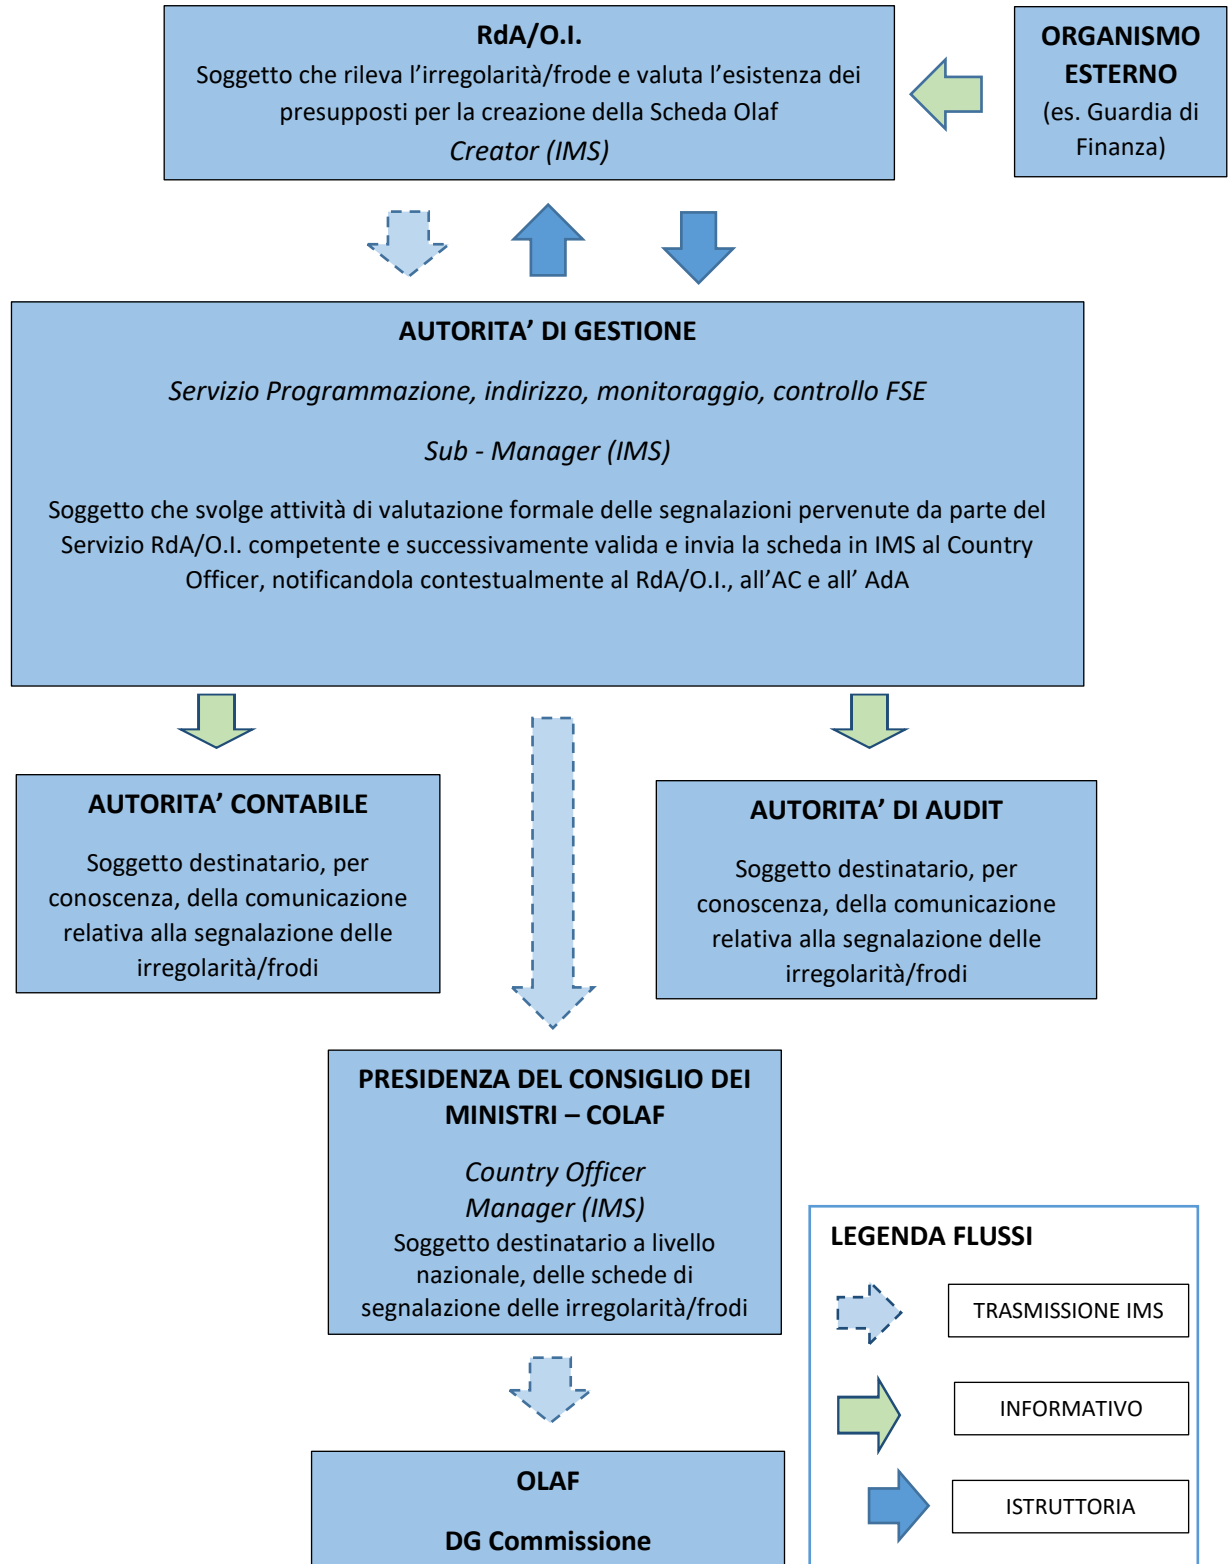 RdA/O.I.
Soggetto che rileva l’irregolarità/frode e valuta l’esistenza dei
presupposti per la creazione della Scheda Olaf
Creator (IMS)
ORGANISMO
ESTERNO
(es. Guardia di
Finanza)
AUTORITA’ DI GESTIONE
Servizio Programmazione, indirizzo, monitoraggio, controllo FSE
Sub - Manager (IMS)
Soggetto che svolge attività di valutazione formale delle segnalazioni pervenute da parte del
Servizio RdA/O.I. competente e successivamente valida e invia la scheda in IMS al Country
Officer, notificandola contestualmente al RdA/O.I., all’AC e all’ AdA
AUTORITA’ CONTABILE
Soggetto destinatario, per
conoscenza, della comunicazione
relativa alla segnalazione delle
irregolarità/frodi
AUTORITA’ DI AUDIT
Soggetto destinatario, per
conoscenza, della comunicazione
relativa alla segnalazione delle
irregolarità/frodi
PRESIDENZA DEL CONSIGLIO DEI
MINISTRI – COLAF
Country Officer
Manager (IMS)
Soggetto destinatario a livello
nazionale, delle schede di
segnalazione delle irregolarità/frodi
OLAF
DG Commissione
LEGENDA FLUSSI
TRASMISSIONE IMS
INFORMATIVO
ISTRUTTORIA